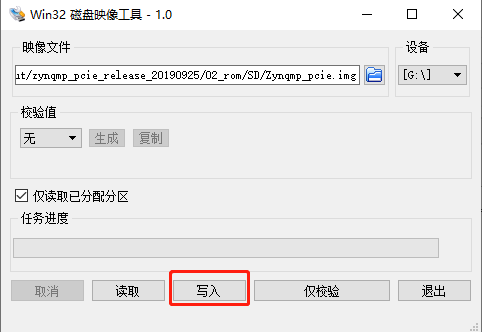 Win32 磁盘映像工具 - 1.0
映像文件
设备
ut/zynqmp_pcie_release_20190925/02_rom/SD/Zynqmp_pcie.img
[G:\]
校验值
无
生成
复制
仅读取已分配分区
任务进度
取消
读取
写入
仅校验
退出